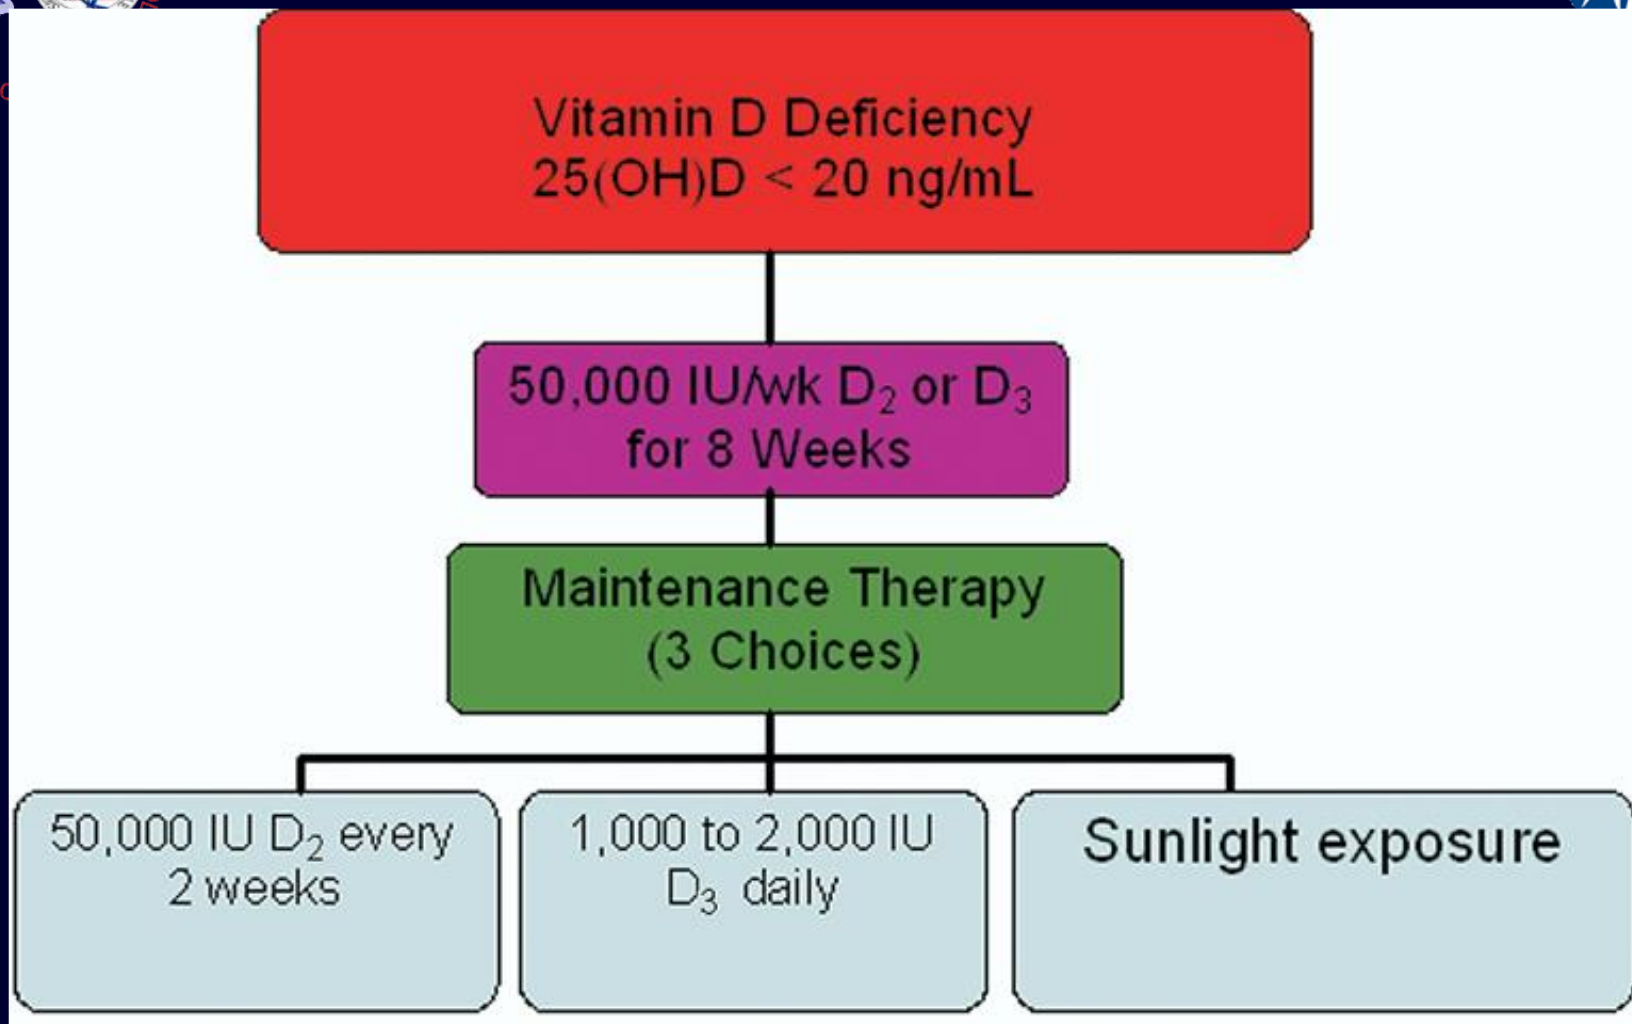 Vitamin D Deficiency
25(OH)D < 20 ng/mL
50,000 IU/wk D₂ or D₃
for 8 Weeks
Maintenance Therapy
(3 Choices)
50,000 IU D₂ every
2 weeks
1,000 to 2,000 IU
D₃ daily
Sunlight exposure